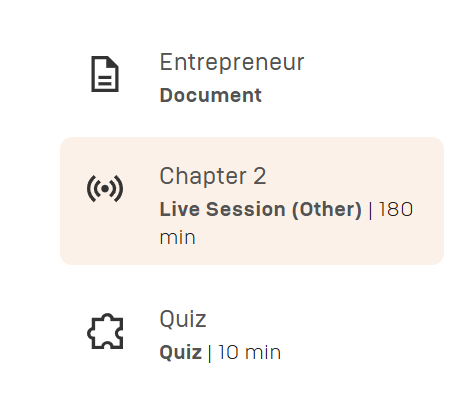 Entrepreneur
Document
Chapter 2
Live Session (Other) | 180
min
Quiz
Quiz | 10 min